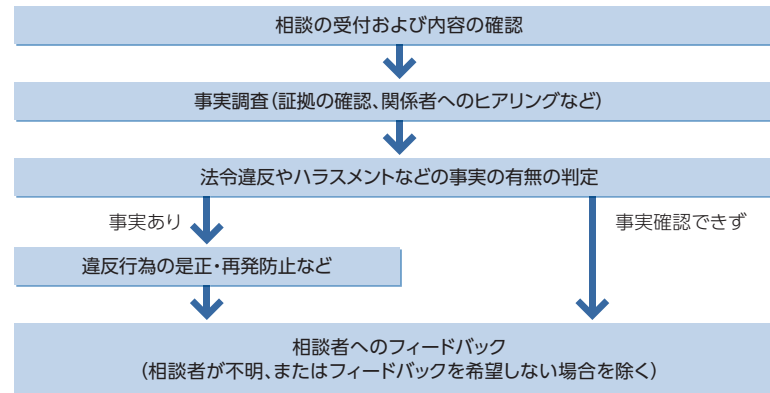 相談の受付および内容の確認
事実調査(証拠の確認、関係者へのヒアリングなど)
法令違反やハラスメントなどの事実の有無の判定
事実あり
事実確認できず
違反行為の是正・再発防止など
相談者へのフィードバック
(相談者が不明、またはフィードバックを希望しない場合を除く)